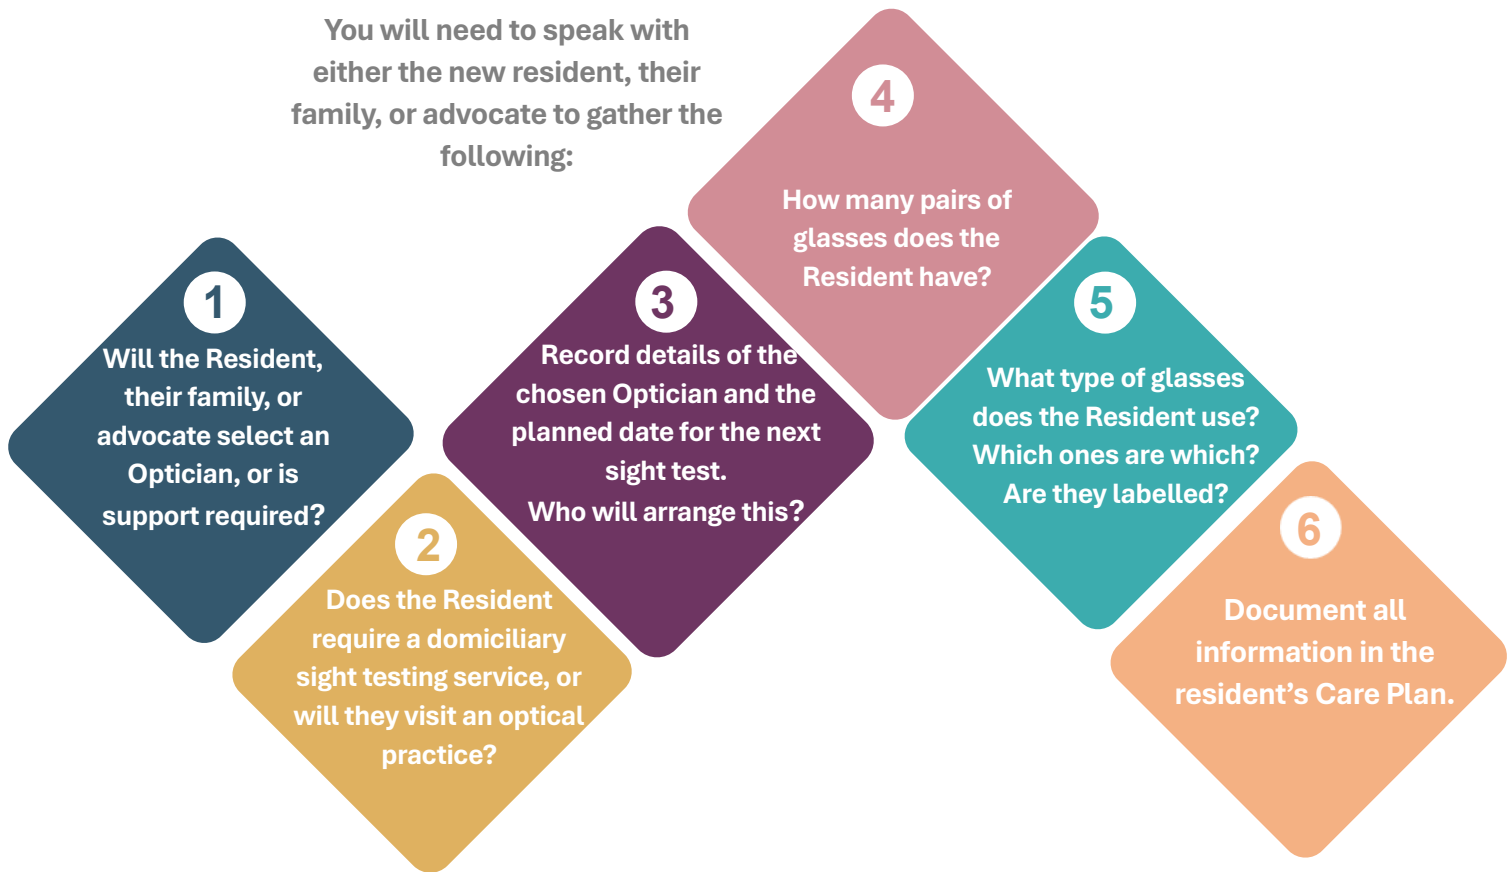 You will need to speak with
either the new resident, their
family, or advocate to gather the
following:
1
Will the Resident,
their family, or
advocate select an
Optician, or is
support required?
2
Does the Resident
require a domiciliary
sight testing service, or
will they visit an optical
practice?
3
Record details of the
chosen Optician and the
planned date for the next
sight test.
Who will arrange this?
4
How many pairs of
glasses does the
Resident have?
5
What type of glasses
does the Resident use?
Which ones are which?
Are they labelled?
6
Document all
information in the
resident’s Care Plan.